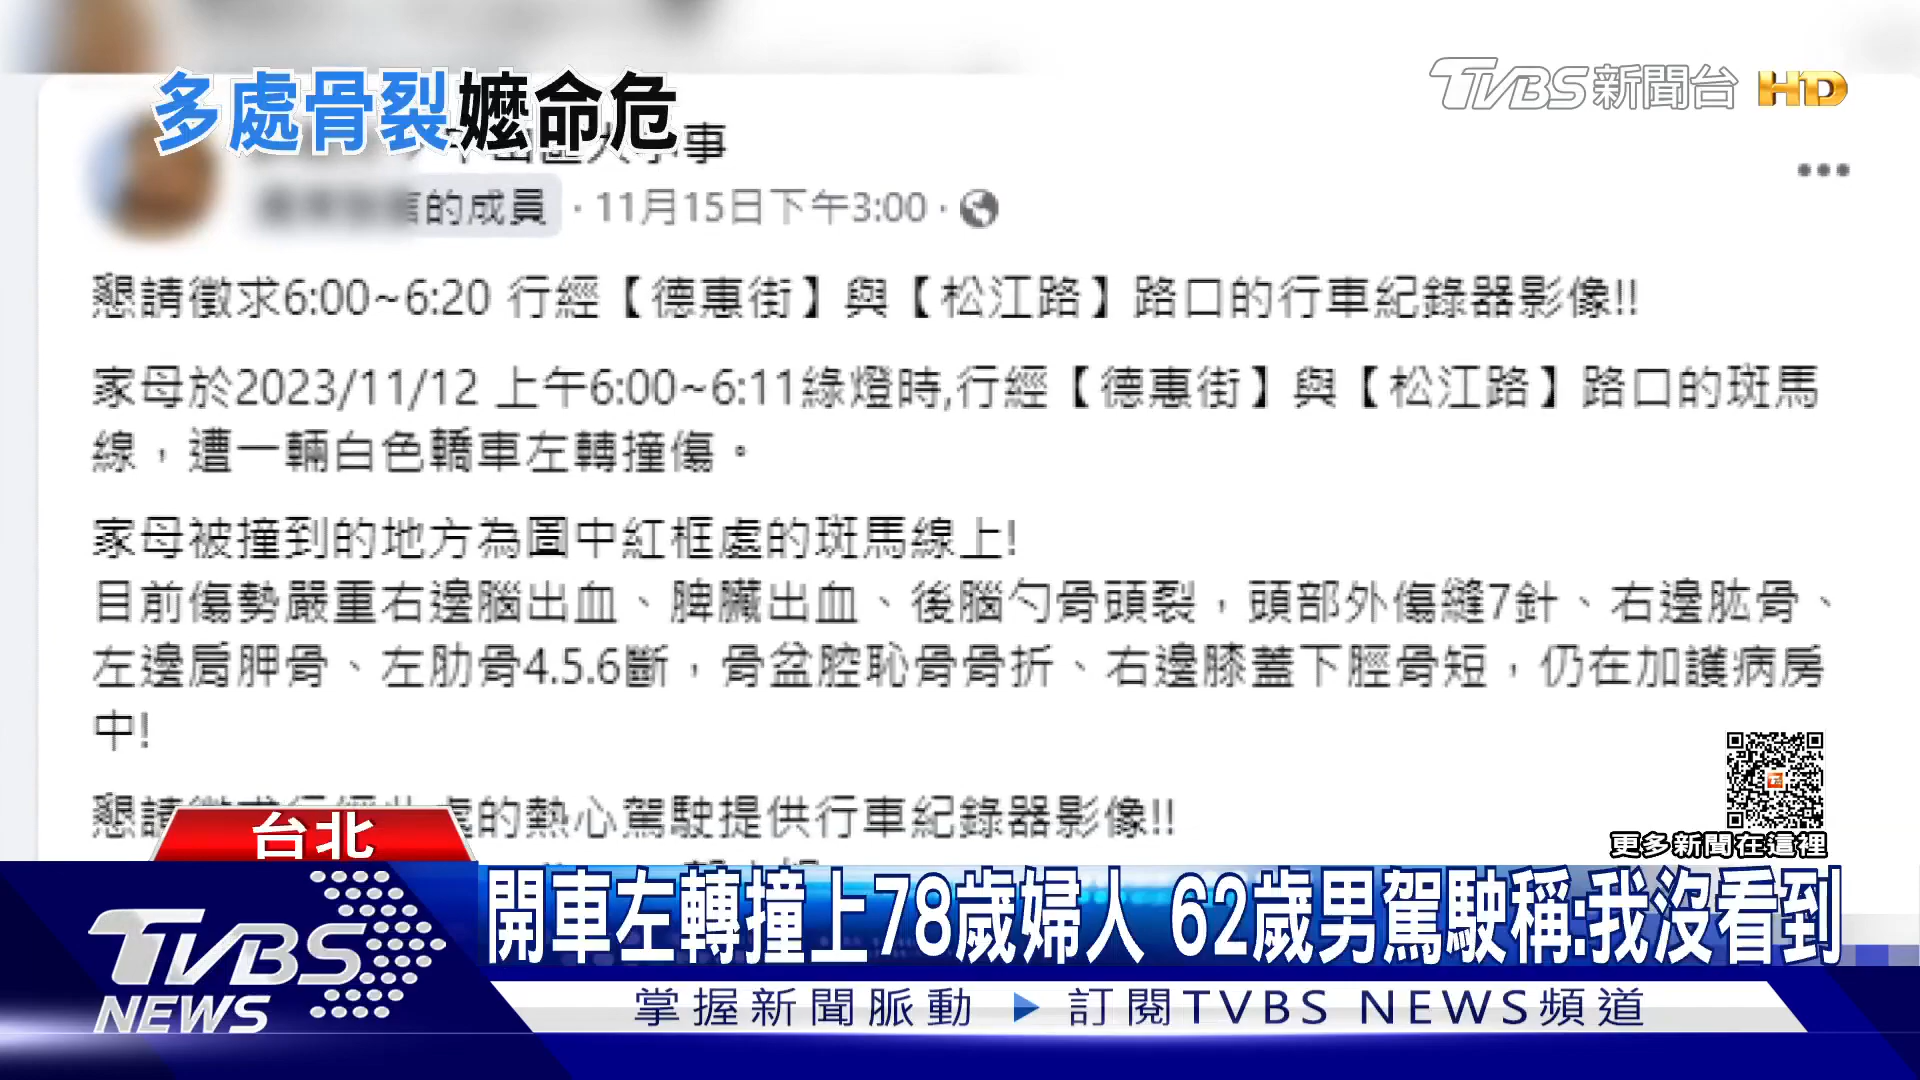 多處骨裂嬤命危
TVBS新聞台 HD
大小事
的成員 · 11月15日下午3:00 ·
懇請徵求6:00~6:20 行經【德惠街】與【松江路】路口的行車紀錄器影像!!
家母於2023/11/12 上午6:00~6:11綠燈時,行經【德惠街】與【松江路】路口的斑馬
線，遭一輛白色轎車左轉撞傷。
家母被撞到的地方為圖中紅框處的斑馬線上!
目前傷勢嚴重右邊腦出血、脾臟出血、後腦勺骨頭裂，頭部外傷縫7針、右邊肱骨、
左邊肩胛骨、左肋骨4.5.6斷，骨盆腔恥骨骨折、右邊膝蓋下脛骨短，仍在加護病房
中!
懇請徵求行經此處的熱心駕駛提供行車紀錄器影像!!
更多新聞在這裡
台北
開車左轉撞上78歲婦人 62歲男駕駛稱:我沒看到
TVBS NEWS
掌握新聞脈動 ▶ 訂閱TVBS NEWS頻道